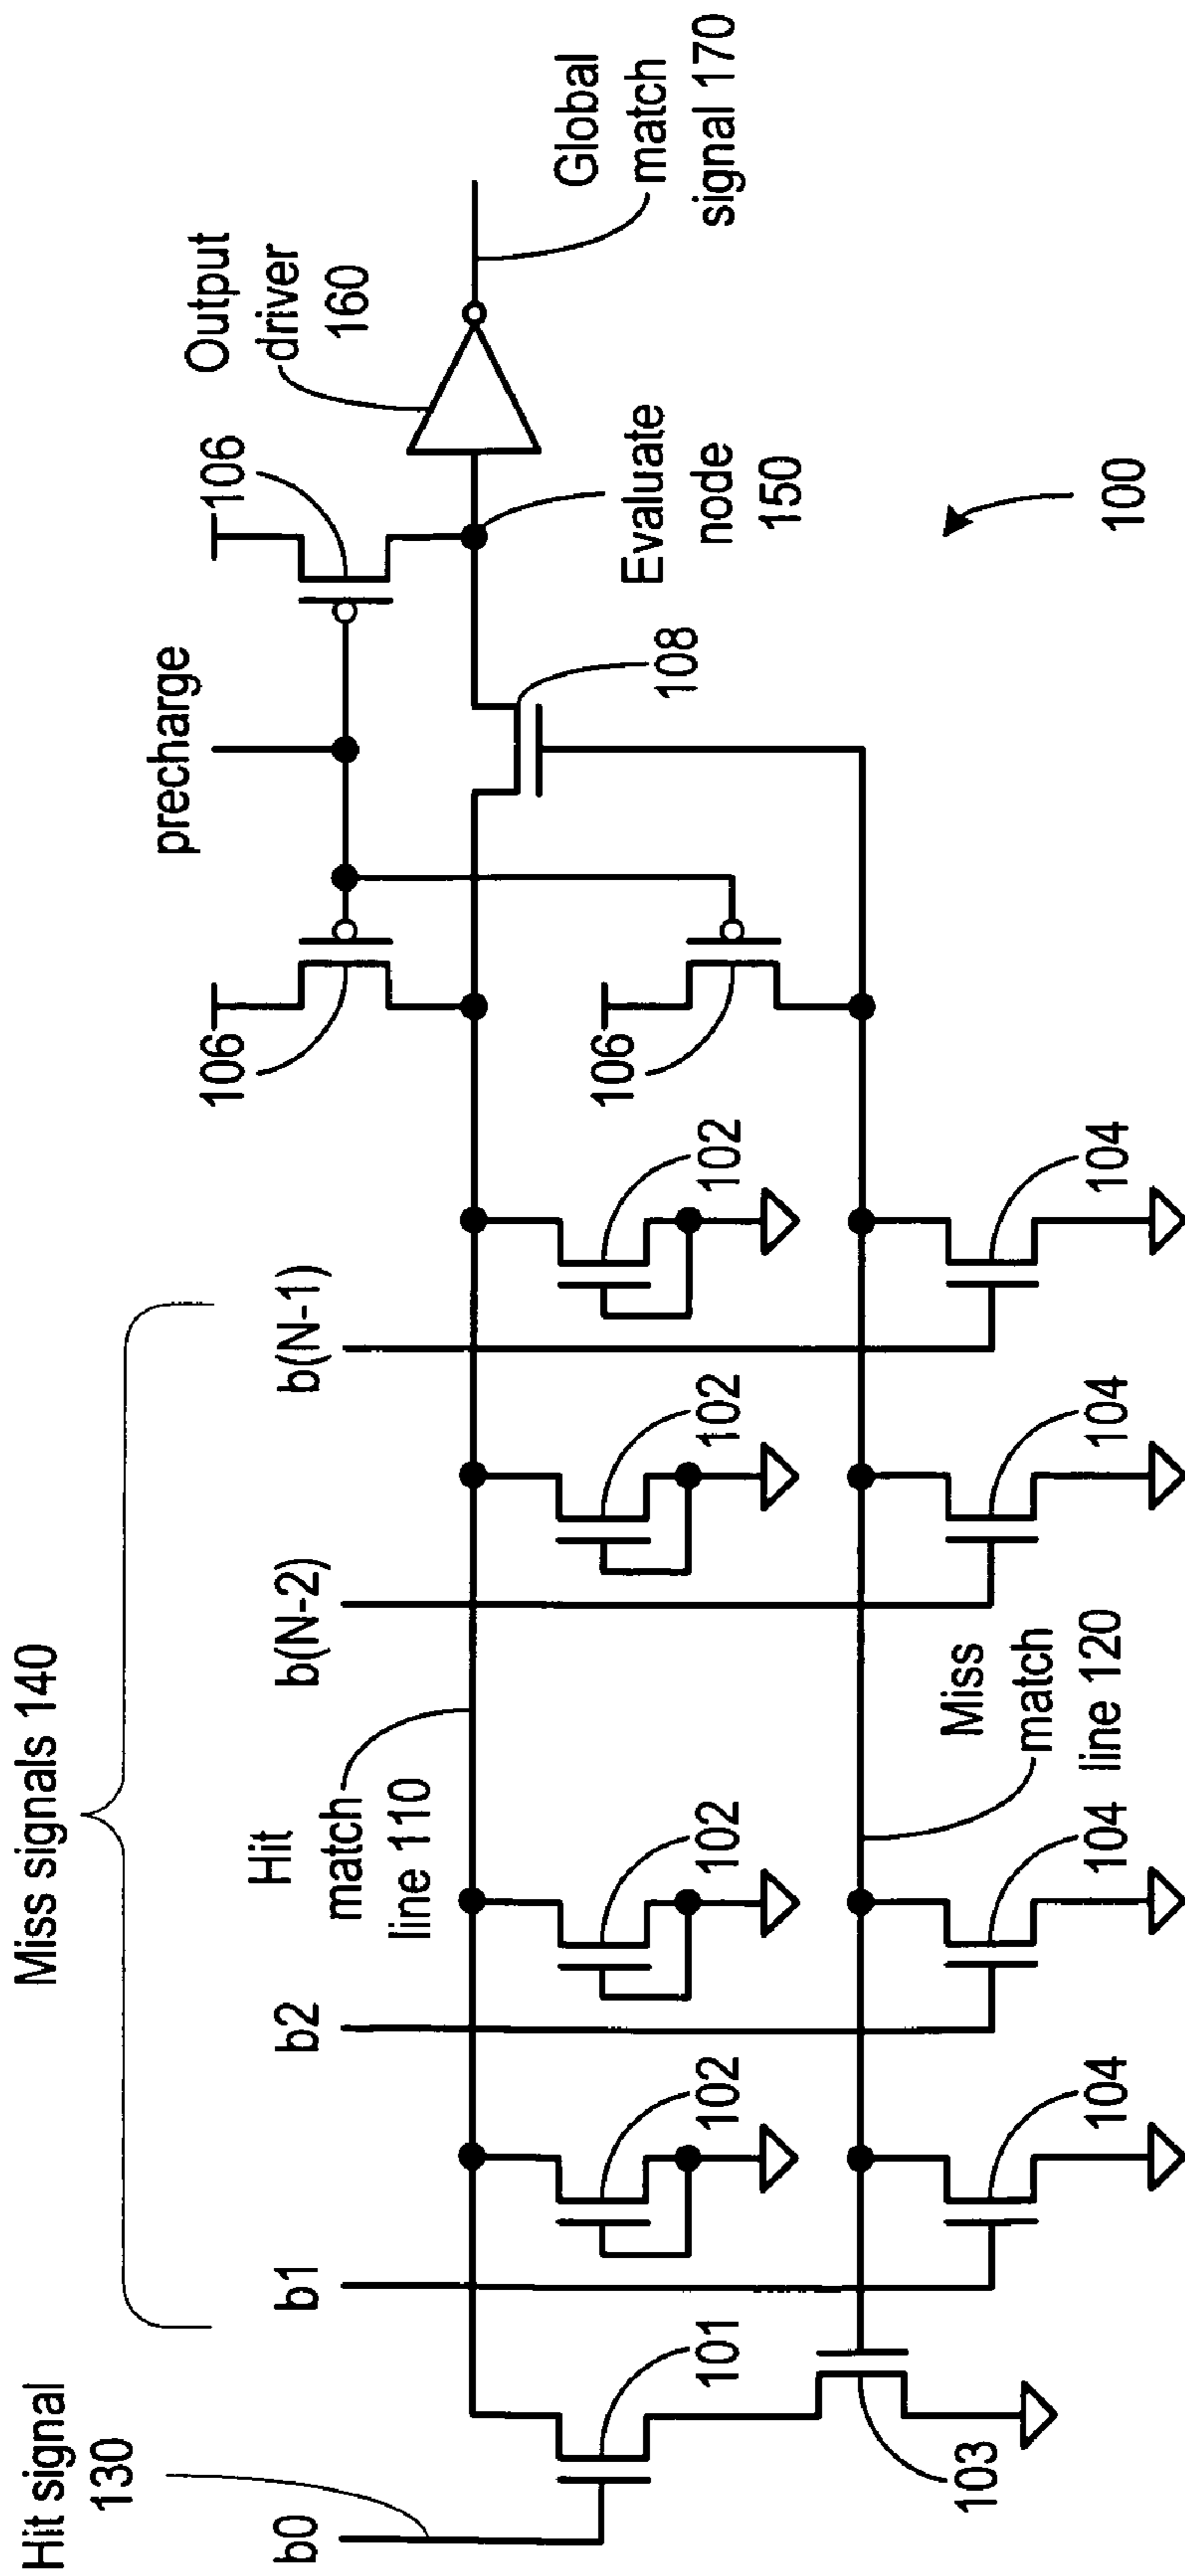 Hit signal
130
Miss signals 140
b0
b1
b2
b(N-2)
b(N-1)
precharge
Hit
match
line 110
106
106
106
Output
driver
160
Global
match
signal 170
Evaluate
node
150
108
101
102
102
102
102
103
104
104
104
104
Miss
match
line 120
100